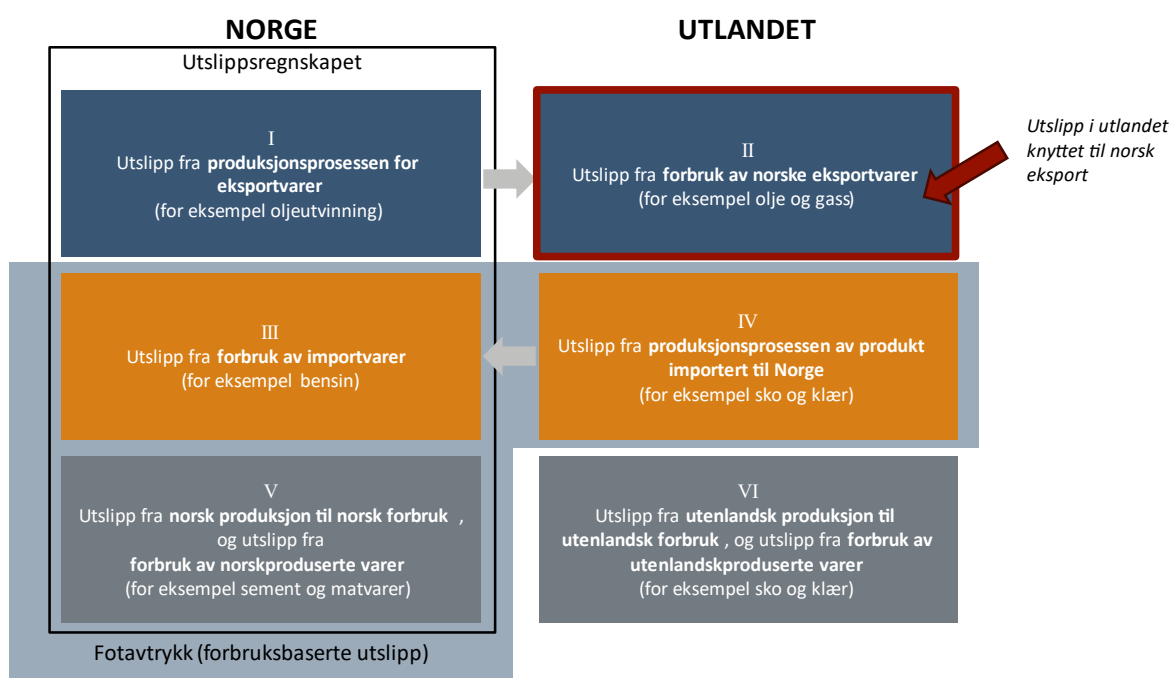 NORGE
UTLANDET
Utslippsregnskapet
I
Utslipp fra produksjonsprosessen for
eksportvarer
(for eksempel oljeutvinning)
II
Utslipp fra forbruk av norske eksportvarer
(for eksempel olje og gass)
Utslipp i utlandet
knyttet til norsk
eksport
III
Utslipp fra forbruk av importvarer
(for eksempel bensin)
IV
Utslipp fra produksjonsprosessen av produkt
importert til Norge
(for eksempel sko og klær)
V
Utslipp fra norsk produksjon til norsk forbruk ,
og utslipp fra
forbruk av norskproduserte varer
(for eksempel sement og matvarer)
VI
Utslipp fra utenlandsk produksjon til
utenlandsk forbruk , og utslipp fra forbruk av
utenlandskproduserte varer
(for eksempel sko og klær)
Fotavtrykk (forbruksbaserte utslipp)